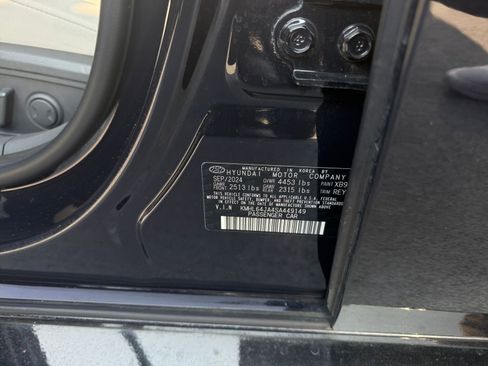 MANUFACTURED IN KOREA BY
HYUNDAI MOTOR COMPANY
SEP/2024 GVWR 4453 lbs PAINT XB9
GAWR FRONT 2513 lbs GAWR REAR 2315 lbs TRIM REY
THIS VEHICLE CONFORMS TO ALL APPLICABLE U.S.A. FEDERAL
MOTOR VEHICLE SAFETY, BUMPER, AND THEFT PREVENTION STANDARDS
IN EFFECT ON THE DATE OF MANUFACTURE SHOWN ABOVE.
V.I.N KMHL64JA4SA449149
PASSENGER CAR